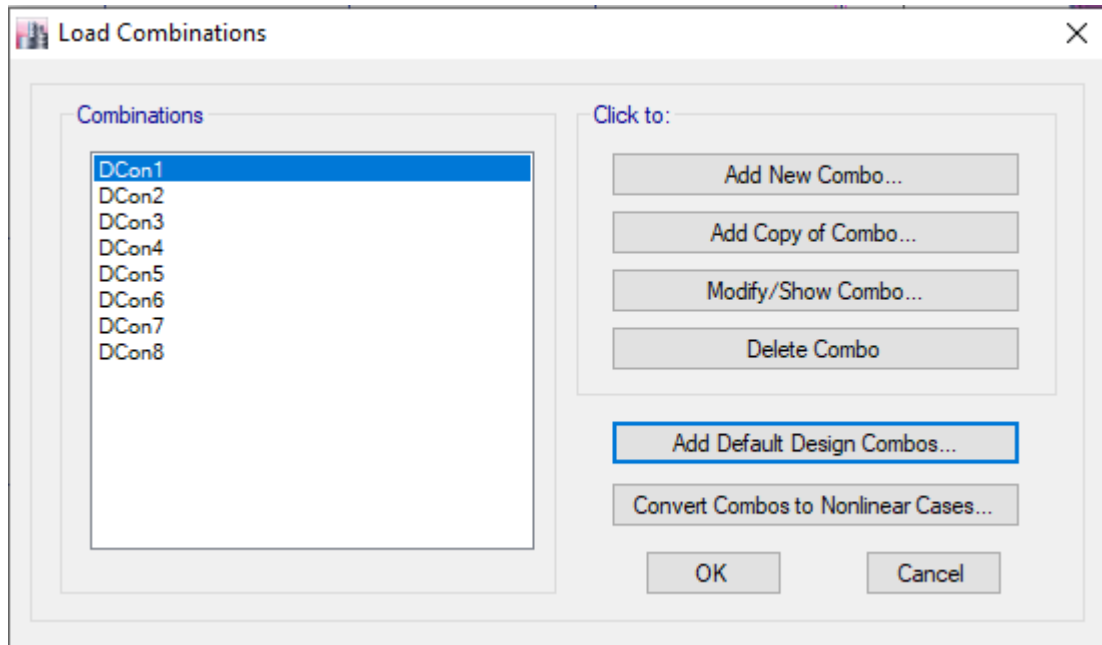 Load Combinations
Combinations
DCon1
DCon2
DCon3
DCon4
DCon5
DCon6
DCon7
DCon8
Click to:
Add New Combo...
Add Copy of Combo...
Modify/Show Combo...
Delete Combo
Add Default Design Combos...
Convert Combos to Nonlinear Cases...
OK
Cancel